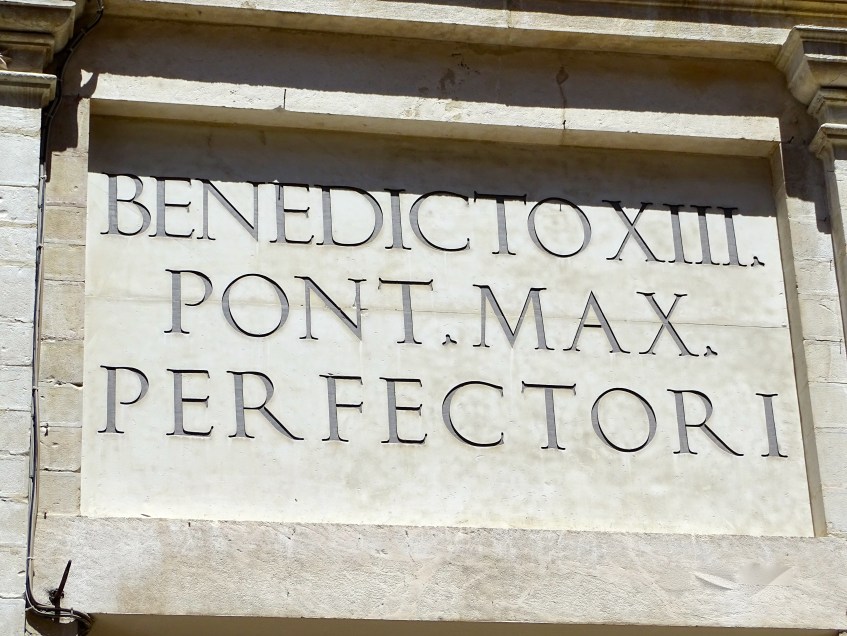 BENEDICTO XIII.
PONT. MAX.
PERFECTORI